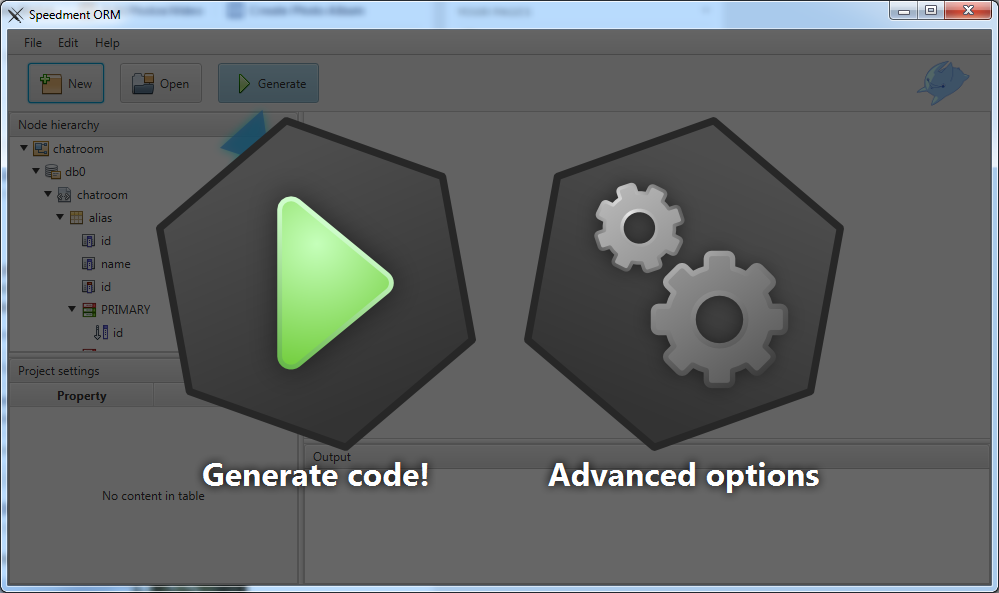 Speedment ORM
File Edit Help
New Open Generate
Node hierarchy
chatroom
db0
chatroom
alias
id
name
id
PRIMARY
id
Project settings
Property
No content in table
Output
Generate code!
Advanced options